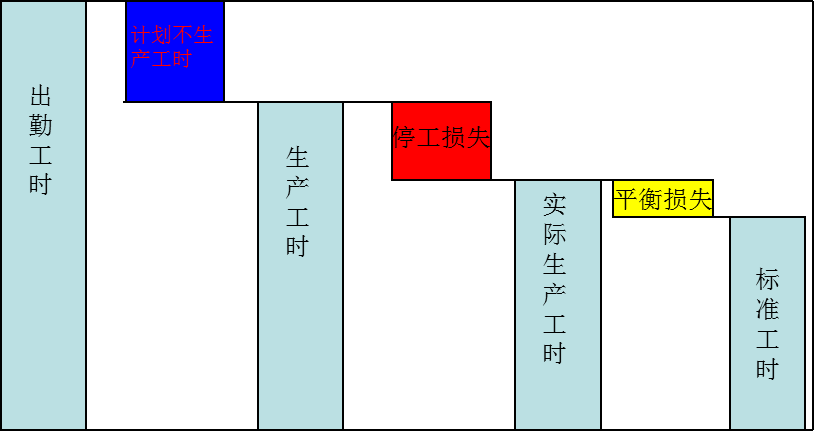 出勤工时
计划不生
产工时
生产工时
停工损失
实际生产工时
平衡损失
标准工时